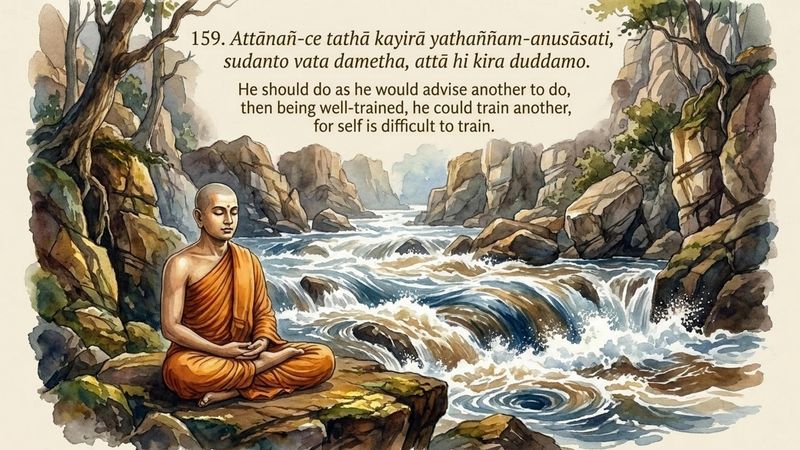 159. Attānañ-ce tathā kayirā yathaññam-anusāsati,
sudanto vata dametha, attā hi kira duddamo.
He should do as he would advise another to do,
then being well-trained, he could train another,
for self is difficult to train.